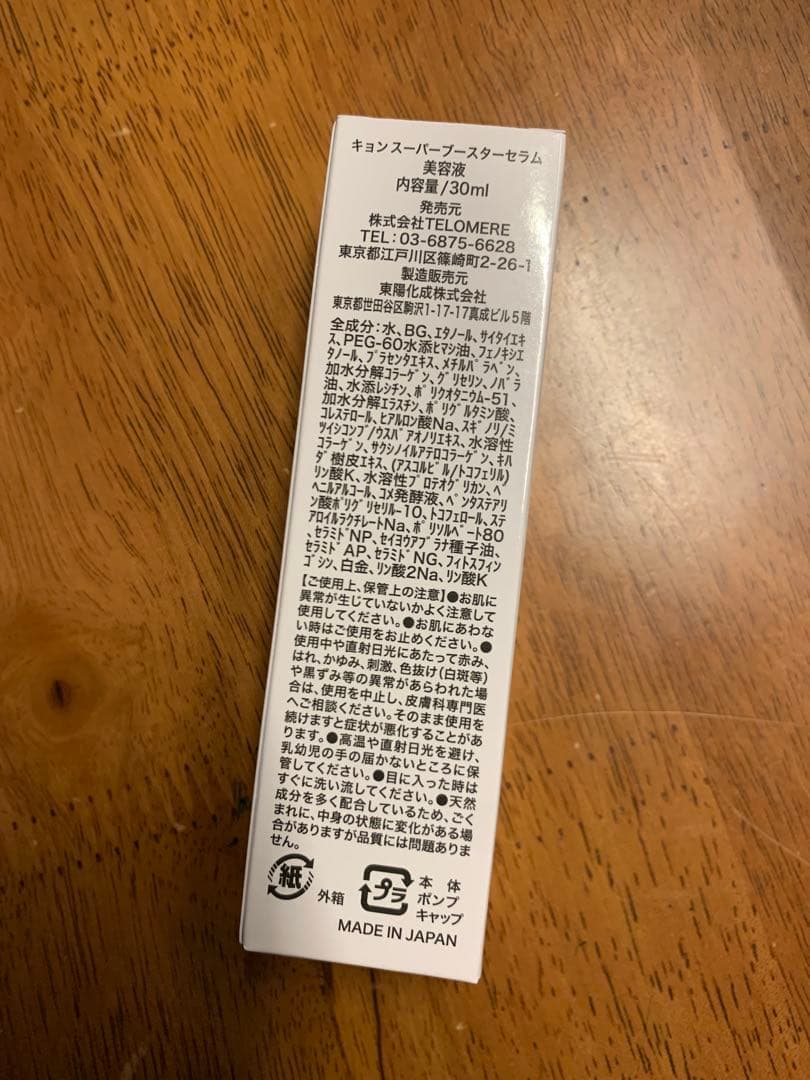 キョン スーパーブースターセラム
美容液
内容量/30ml
発売元
株式会社TELOMERE
TEL:03-6875-6628
東京都江戸川区篠崎町2-26-1
製造販売元
東陽化成株式会社
東京都世田谷区駒沢1-17-17真成ビル5階
全成分:水、BG、エタノール、サイタイエキ
ス、PEG-60水添ヒマシ油、フェノキシエ
タノール、プラセンタエキス、メチルパラベン、
加水分解コラーゲン、グリセリン、ノバラ
油、水添レシチン、ポリクオタニウム-51、
加水分解エラスチン、ポリグルタミン酸、
コレステロール、ヒアルロン酸Na、スギノリ/ミ
ツイシコンブ/ウスバアオノリエキス、水溶性
コラーゲン、サクシノイルアテロコラーゲン、キハ
ダ樹皮エキス、(アスコルビル/トコフェリル)
リン酸K、水溶性プロテオグリカン、ベ
ヘニルアルコール、コメ発酵液、ペンタステアリ
ン酸ポリグリセリル-10、トコフェロール、ステ
アロイルラクチレートNa、ポリソルベート80
、セラミドNP、セイヨウアブラナ種子油、
セラミドAP、セラミドNG、フィトスフィン
ゴシン、白金、リン酸2Na、リン酸K
【ご使用上、保管上の注意】●お肌に
異常が生じていないかよく注意して
使用してください。●お肌にあわな
い時はご使用をお止めください。●
使用中や直射日光にあたって赤み、
はれ、かゆみ、刺激、色抜け(白斑等)
や黒ずみ等の異常があらわれた場
合は、使用を中止し、皮膚科専門医
へご相談ください。そのまま使用を
続けますと症状が悪化することがあ
ります。●高温や直射日光を避け、
乳幼児の手の届かないところに保
管してください。●目に入った時は
すぐに洗い流してください。●天然
成分を多く配合しているため、ごく
まれに、中身の状態に変化がある場
合がありますが品質には問題ありま
せん。
紙 外箱
プラ 本体
ポンプ
キャップ
MADE IN JAPAN